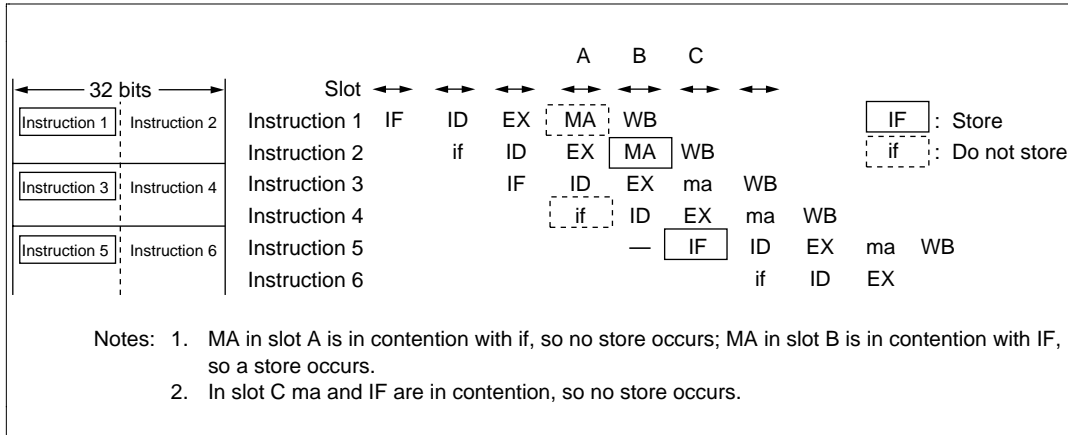 A B C
32 bits
Slot
Instruction 1 Instruction 2 Instruction 1 IF ID EX MA WB IF : Store
Instruction 2 if ID EX MA WB if : Do not store
Instruction 3 Instruction 4 Instruction 3 IF ID EX ma WB
Instruction 4 if ID EX ma WB
Instruction 5 Instruction 6 Instruction 5 — IF ID EX ma WB
Instruction 6 if ID EX
Notes: 1. MA in slot A is in contention with if, so no store occurs; MA in slot B is in contention with IF,
so a store occurs.
2. In slot C ma and IF are in contention, so no store occurs.